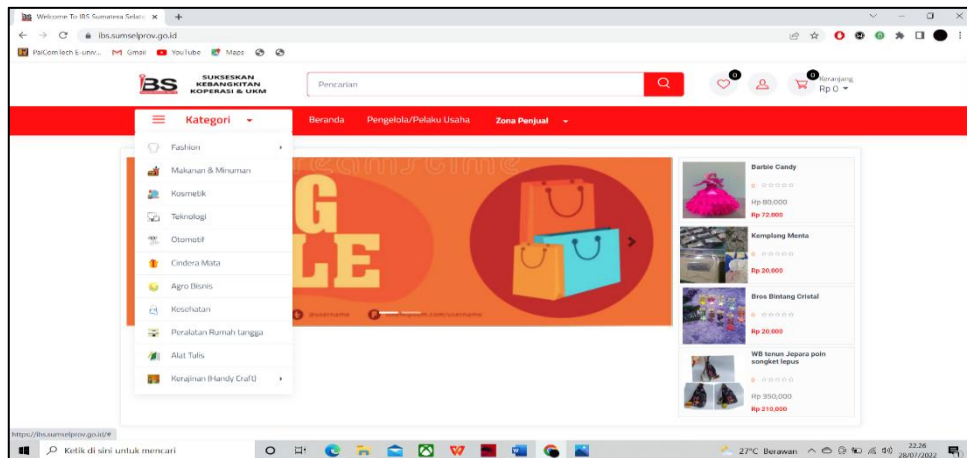 Welcome To IBS Sumatera Selat
ibs.sumselprov.go.id
PalComTech E-univ...
Gmail
YouTube
Maps
IBS
SUKSESKAN
KEBANGKITAN
KOPERASI & UKM
Pencarian
0
0
Keranjang
Rp 0
Kategori
Beranda
Pengelola/Pelaku Usaha
Zona Penjual
Fashion
Makanan & Minuman
Kosmetik
Teknologi
Otomotif
Cindera Mata
Agro Bisnis
Kesehatan
Peralatan Rumah tangga
Alat Tulis
Kerajinan (Handy Craft)
dreamstime
G
LE
@username
Barbie Candy
Rp 80,000
Rp 72,000
Kemplang Menta
Rp 20,000
Bros Bintang Cristal
Rp 20,000
WB tenun Jepara poin
songket lepus
Rp 350,000
Rp 210,000
https://ibs.sumselprov.go.id/#
Ketik di sini untuk mencari
27°C Berawan
22.26
28/07/2022